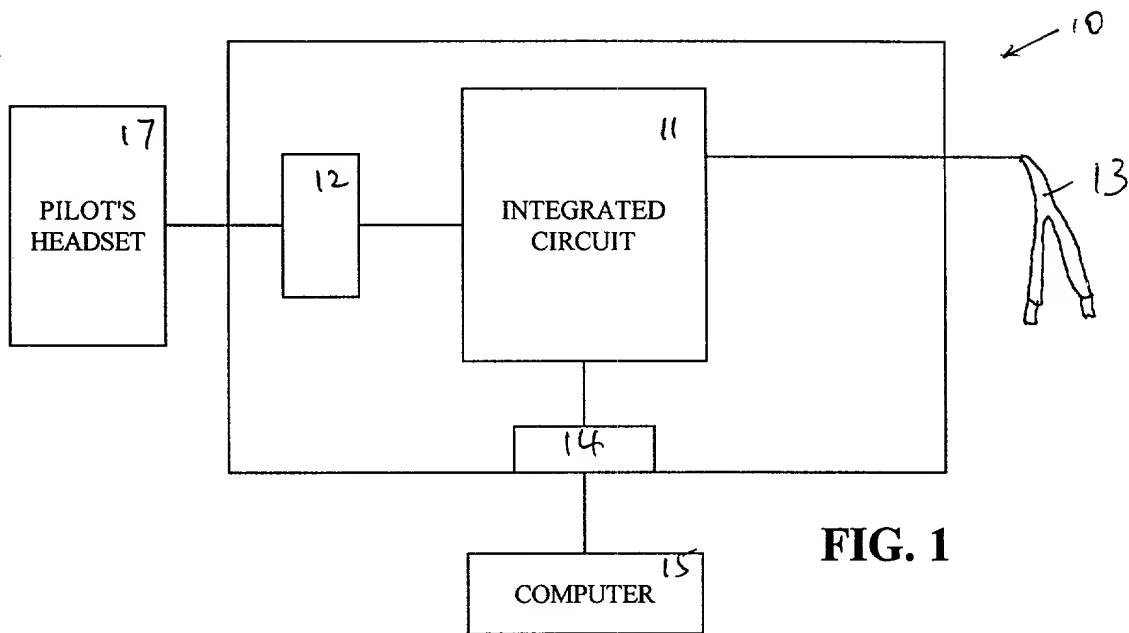 10
17
PILOT'S
HEADSET
12
11
INTEGRATED
CIRCUIT
13
14
15
COMPUTER
FIG. 1